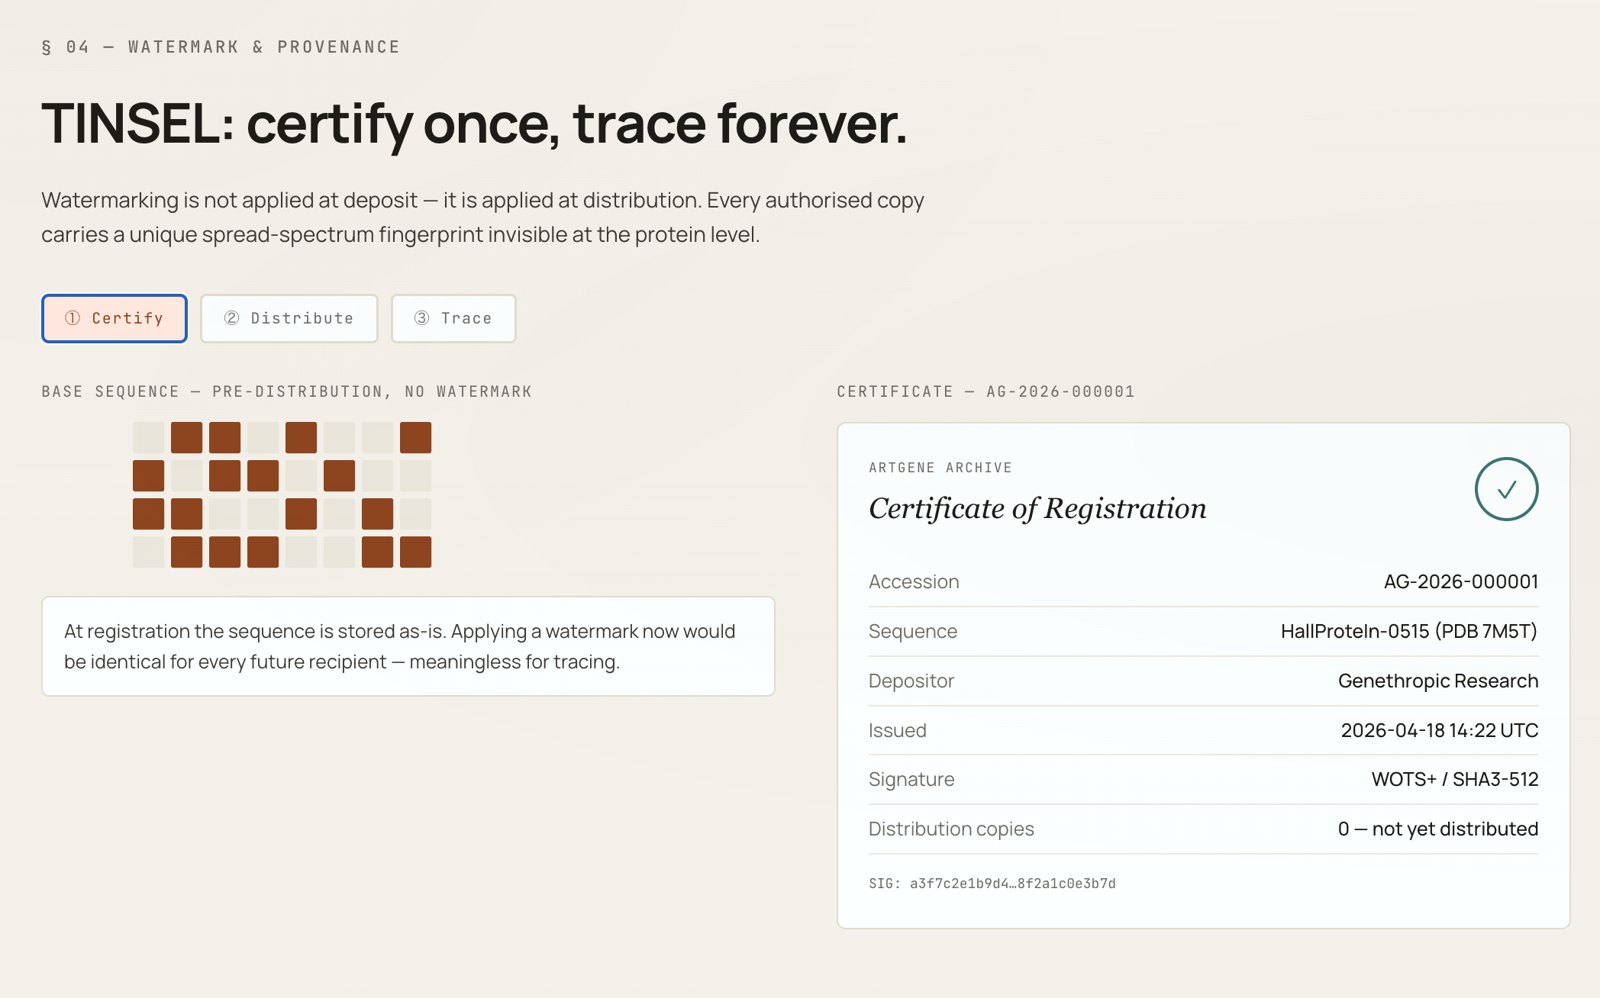 § 04 — WATERMARK & PROVENANCE
TINSEL: certify once, trace forever.
Watermarking is not applied at deposit — it is applied at distribution. Every authorised copy
carries a unique spread-spectrum fingerprint invisible at the protein level.
① Certify
② Distribute
③ Trace
BASE SEQUENCE — PRE-DISTRIBUTION, NO WATERMARK
At registration the sequence is stored as-is. Applying a watermark now would
be identical for every future recipient — meaningless for tracing.
CERTIFICATE — AG-2026-000001
ARTGENE ARCHIVE
Certificate of Registration
Accession AG-2026-000001
Sequence HallProteIn-0515 (PDB 7M5T)
Depositor Genethropic Research
Issued 2026-04-18 14:22 UTC
Signature WOTS+ / SHA3-512
Distribution copies 0 — not yet distributed
SIG: a3f7c2e1b9d4…8f2a1c0e3b7d